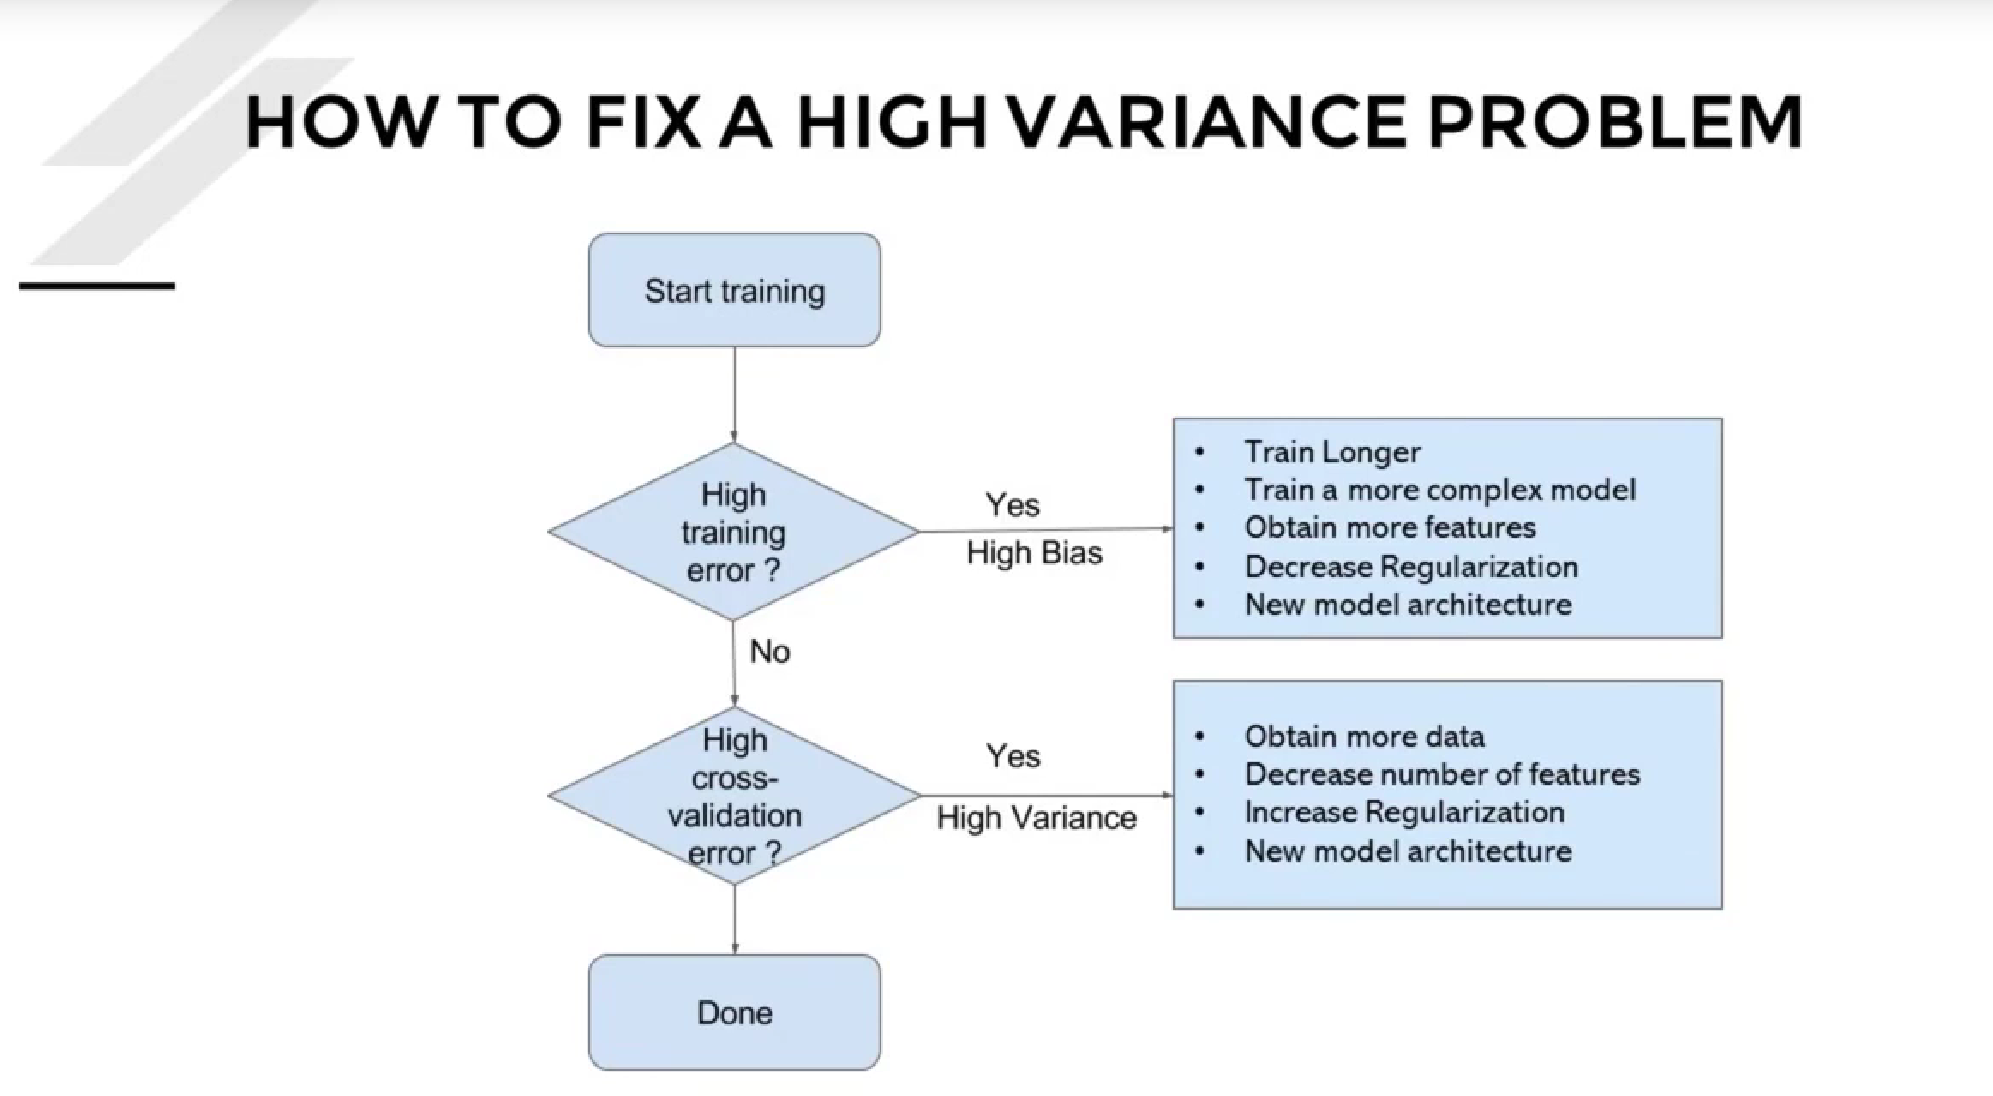 HOW TO FIX A HIGH VARIANCE PROBLEM
Start training
High
training
error ?
Yes
High Bias
• Train Longer
• Train a more complex model
• Obtain more features
• Decrease Regularization
• New model architecture
No
High
cross-
validation
error ?
Yes
High Variance
• Obtain more data
• Decrease number of features
• Increase Regularization
• New model architecture
Done